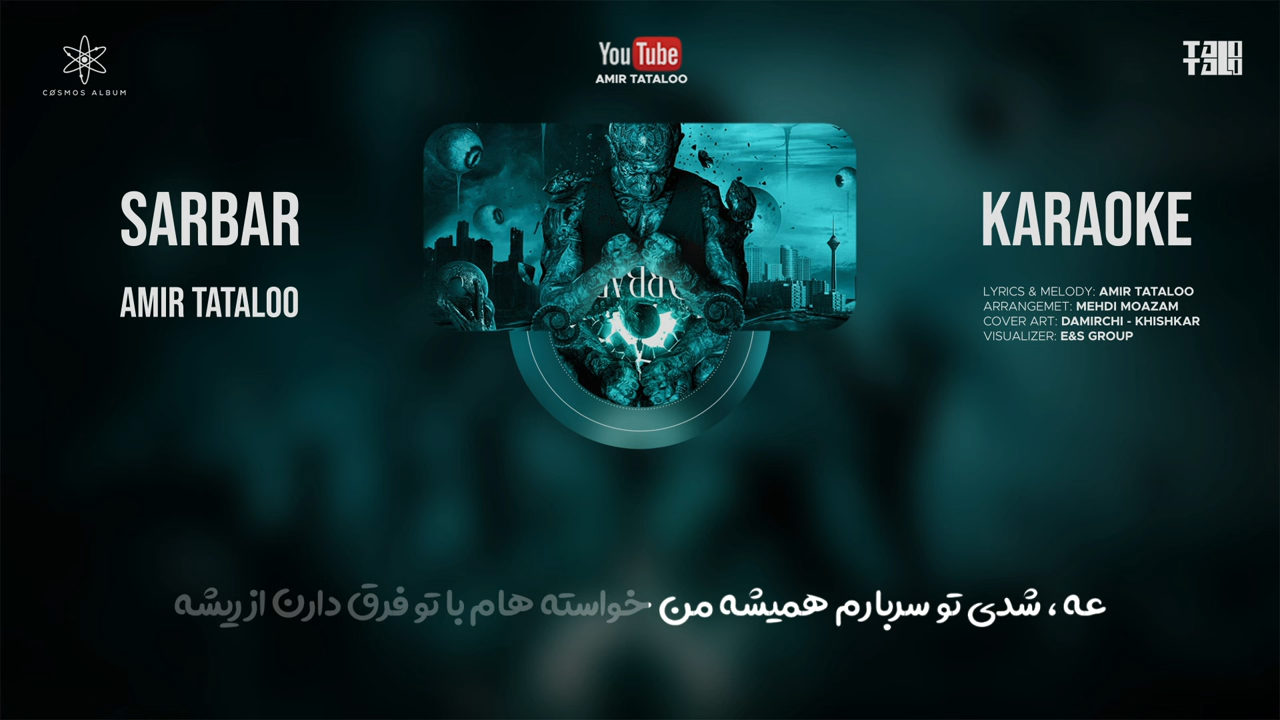 CØSMOS ALBUM
YouTube
AMIR TATALOO
SARBAR
AMIR TATALOO
KARAOKE
LYRICS & MELODY: AMIR TATALOO
ARRANGEMET: MEHDI MOAZAM
COVER ART: DAMIRCHI - KHISHKAR
VISUALIZER: E&S GROUP
عه ، شدی تو سربارم همیشه من خواسته هام با تو فرق دارن از ریشه